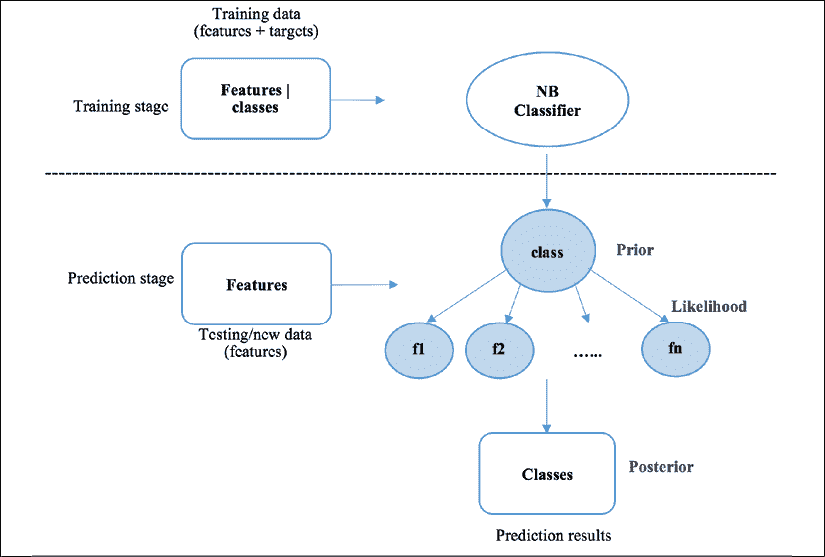 Training data
(features + targets)
Features |
classes
Training stage
NB
Classifier
class
Prior
Prediction stage
Features
Likelihood
Testing/new data
(features)
f1
f2
......
fn
Classes
Posterior
Prediction results